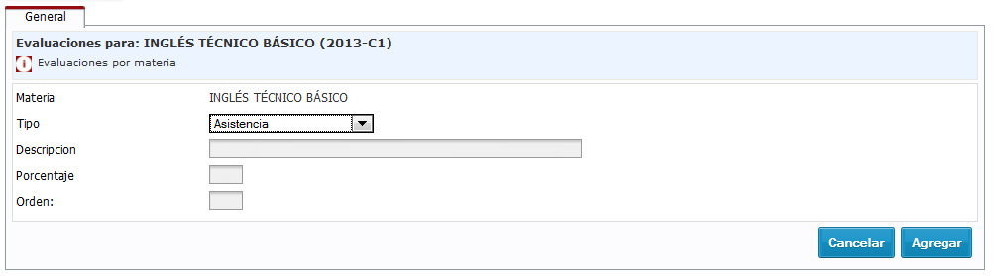 General
Evaluaciones para: INGLÉS TÉCNICO BÁSICO (2013-C1)
Evaluaciones por materia
Materia INGLÉS TÉCNICO BÁSICO
Tipo Asistencia
Descripcion
Porcentaje
Orden:
Cancelar Agregar